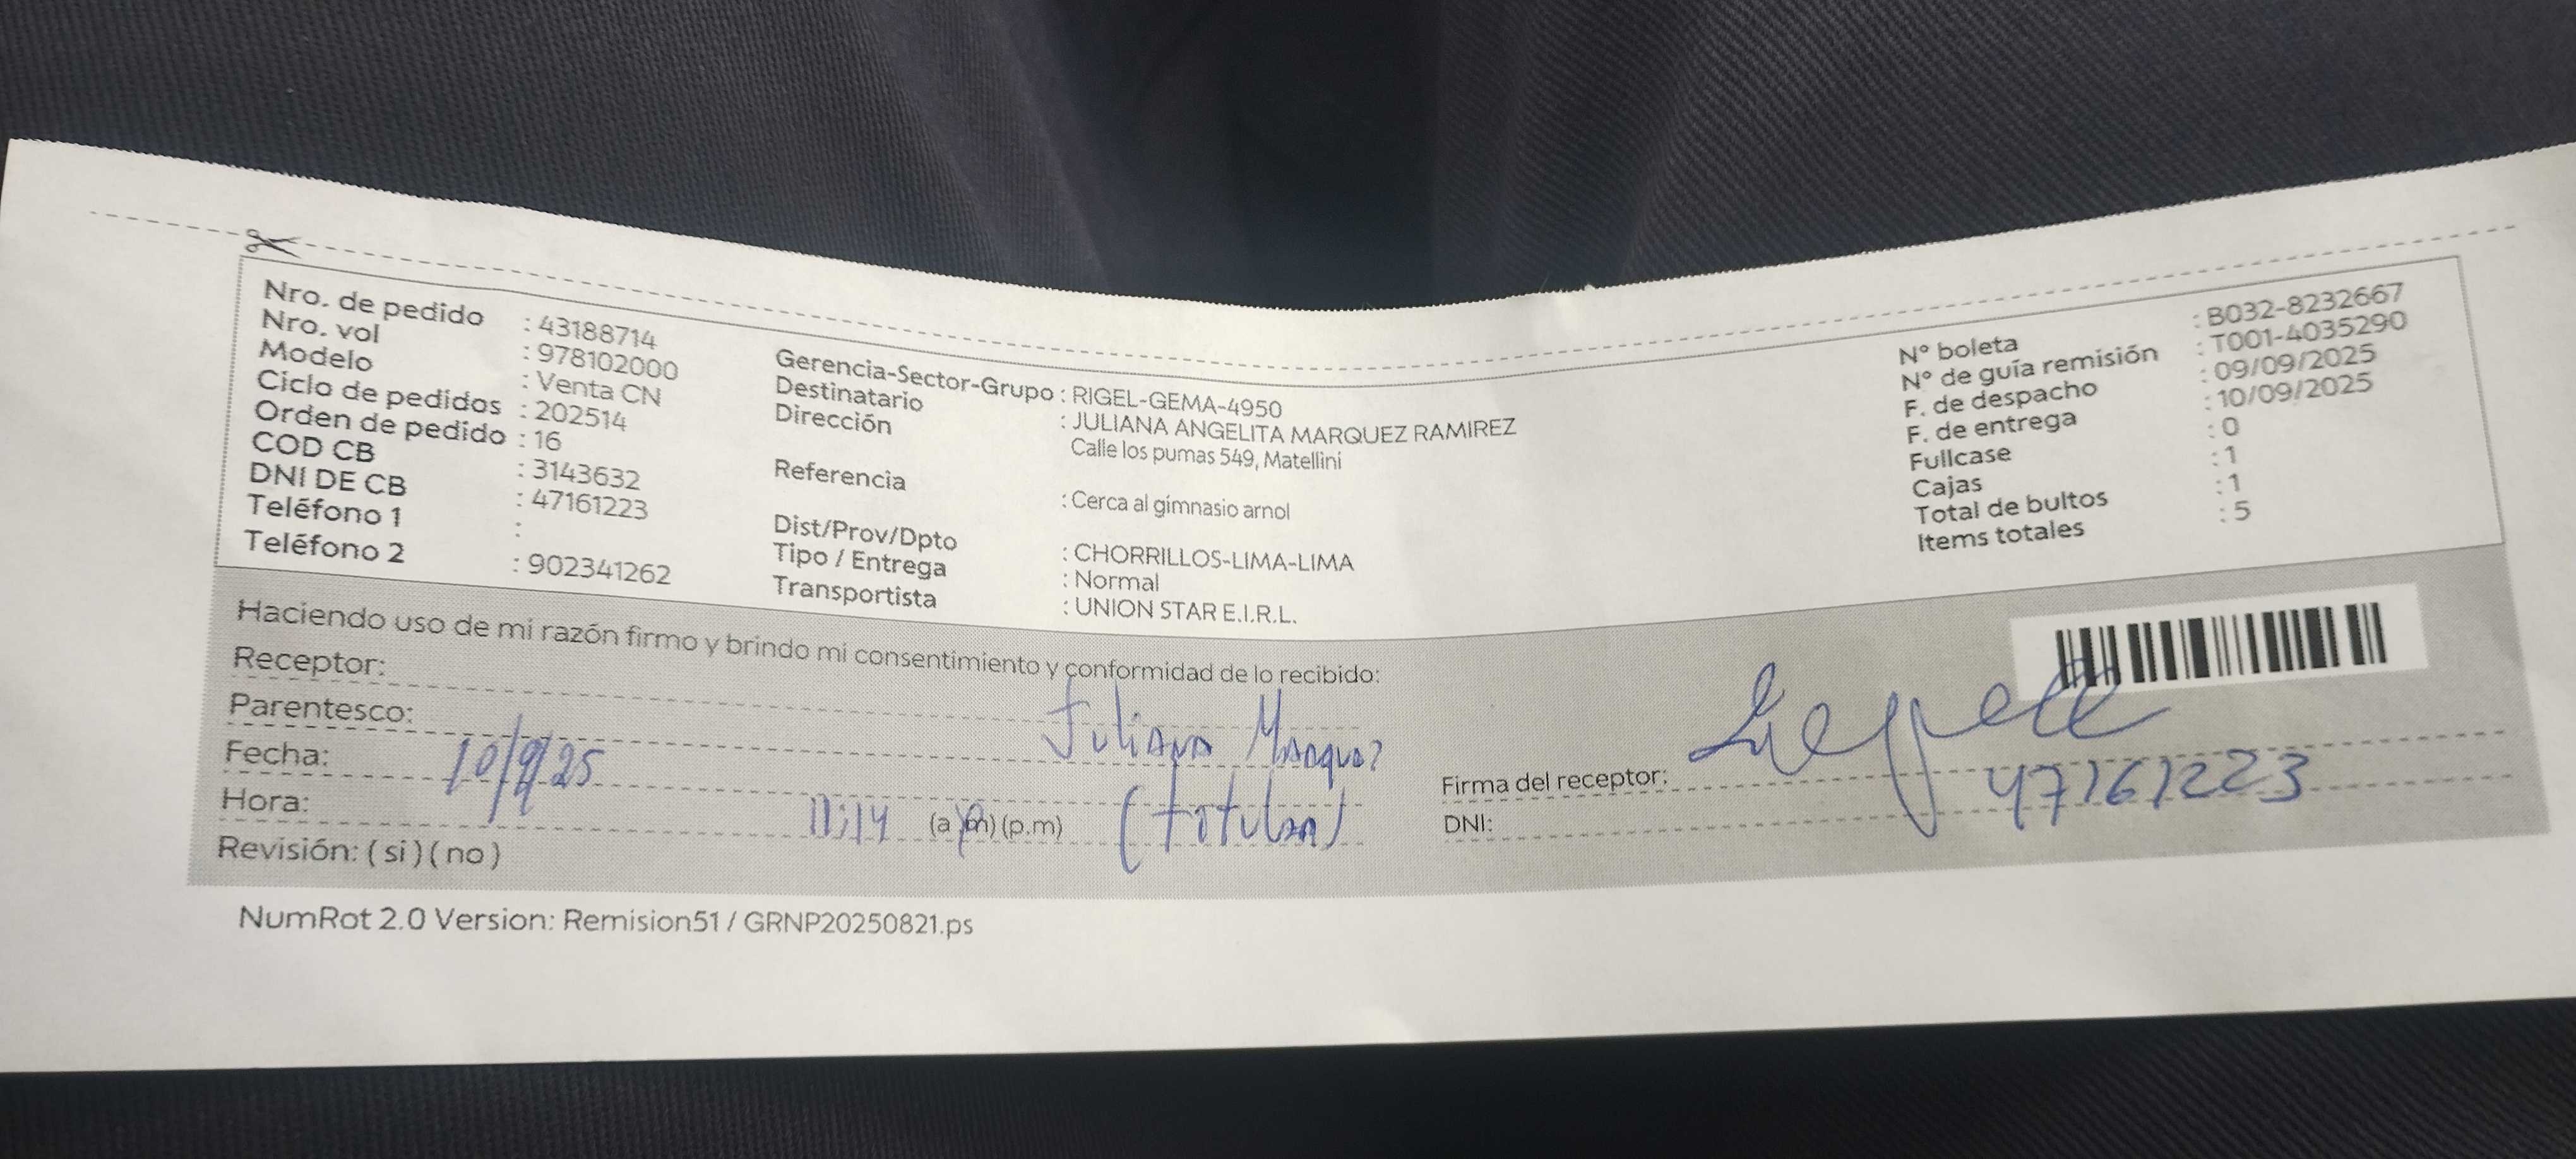 Nro. de pedido : 43188714
Nro. vol : 978102000
Modelo : Venta CN
Ciclo de pedidos : 202514
Orden de pedido : 16
COD CB : 3143632
DNI DE CB : 47161223
Teléfono 1 :
Teléfono 2 : 902341262
Gerencia-Sector-Grupo : RIGEL-GEMA-4950
Destinatario : JULIANA ANGELITA MARQUEZ RAMIREZ
Dirección Calle los pumas 549, Matellini
Referencia : Cerca al gimnasio arnol
Dist/Prov/Dpto : CHORRILLOS-LIMA-LIMA
Tipo / Entrega : Normal
Transportista : UNION STAR E.I.R.L.
N° boleta : B032-8232667
N° de guía remisión : T001-4035290
F. de despacho : 09/09/2025
F. de entrega : 10/09/2025
Fullcase : 0
Cajas : 1
Total de bultos : 1
Items totales : 5
Haciendo uso de mi razón firmo y brindo mi consentimiento y conformidad de lo recibido:
Receptor: Juliana Marquez
Parentesco: (titular)
Fecha: 10/9/25
Hora: 11:14 (a.m) (p.m)
Revisión: ( si ) ( no )
Firma del receptor:
DNI: 47161223
NumRot 2.0 Version: Remision51 / GRNP20250821.ps